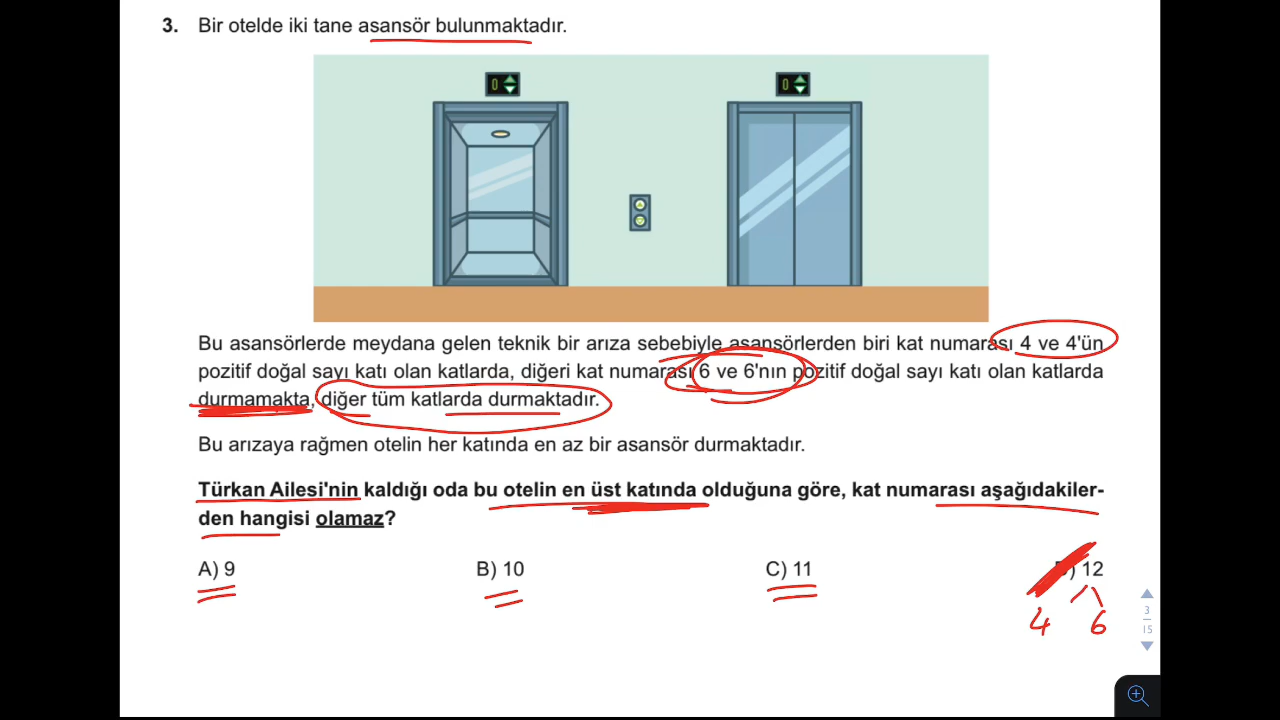 3. Bir otelde iki tane asansör bulunmaktadır.
0 0
Bu asansörlerde meydana gelen teknik bir arıza sebebiyle asansörlerden biri kat numarası 4 ve 4'ün
pozitif doğal sayı katı olan katlarda, diğeri kat numarası 6 ve 6'nın pozitif doğal sayı katı olan katlarda
durmamakta, diğer tüm katlarda durmaktadır.
Bu arızaya rağmen otelin her katında en az bir asansör durmaktadır.
Türkan Ailesi'nin kaldığı oda bu otelin en üst katında olduğuna göre, kat numarası aşağıdakiler-
den hangisi olamaz?
A) 9 B) 10 C) 11 D) 12
4 6
3
15